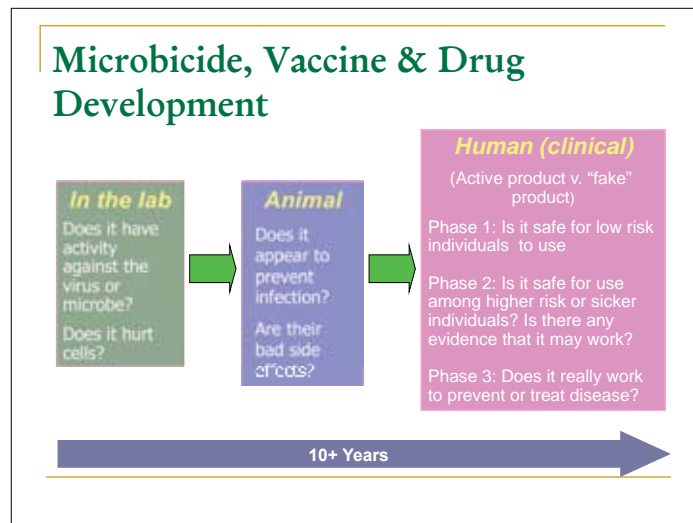 Microbicide, Vaccine & Drug
Development
In the lab
Does it have
activity
against the
virus or
microbe?
Does it hurt
cells?
Animal
Does it
appear to
prevent
infection?
Are their
bad side
effects?
Human (clinical)
(Active product v. “fake”
product)
Phase 1: Is it safe for low risk
individuals to use
Phase 2: Is it safe for use
among higher risk or sicker
individuals? Is there any
evidence that it may work?
Phase 3: Does it really work
to prevent or treat disease?
10+ Years